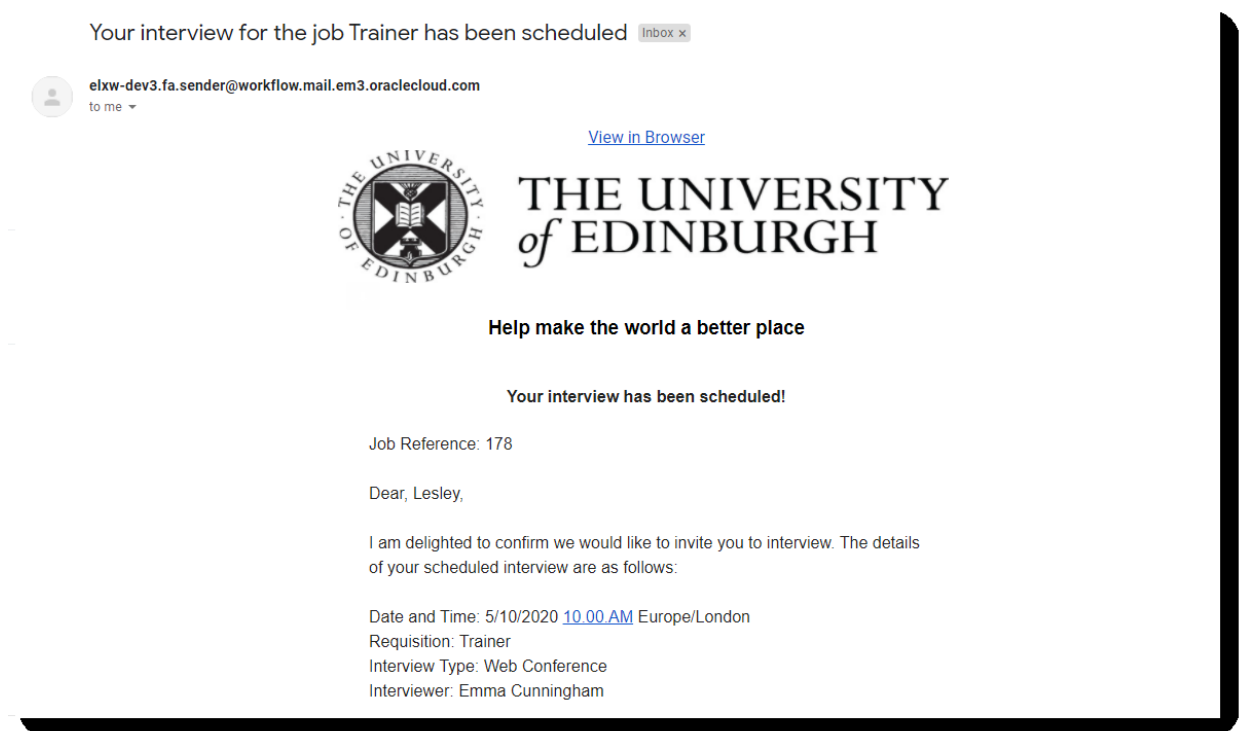 Your interview for the job Trainer has been scheduled Inbox x
elxw-dev3.fa.sender@workflow.mail.em3.oraclecloud.com
to me
View in Browser
THE UNIVERSITY OF EDINBURGH
THE UNIVERSITY
of EDINBURGH
Help make the world a better place
Your interview has been scheduled!
Job Reference: 178
Dear, Lesley,
I am delighted to confirm we would like to invite you to interview. The details
of your scheduled interview are as follows:
Date and Time: 5/10/2020 10.00.AM Europe/London
Requisition: Trainer
Interview Type: Web Conference
Interviewer: Emma Cunningham